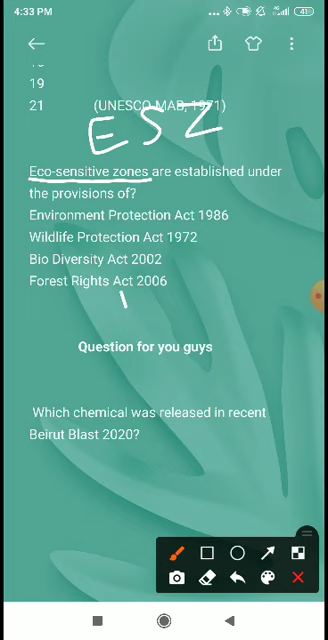 4:33 PM
41
19
21 (UNESCO MAB, 1971)
ESZ
Eco-sensitive zones are established under
the provisions of?
Environment Protection Act 1986
Wildlife Protection Act 1972
Bio Diversity Act 2002
Forest Rights Act 2006
Question for you guys
Which chemical was released in recent
Beirut Blast 2020?